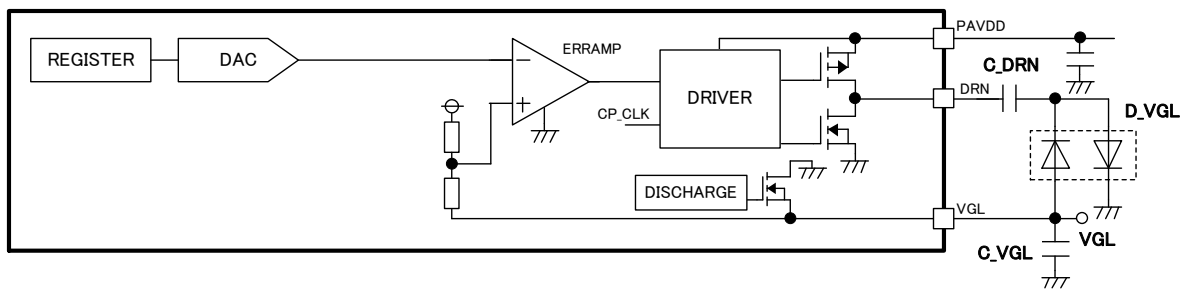 PAVDD
ERRAMP
REGISTER
DAC
−
C_DRN
DRIVER
DRN
+
CP_CLK
D_VGL
DISCHARGE
VGL
VGL
C_VGL